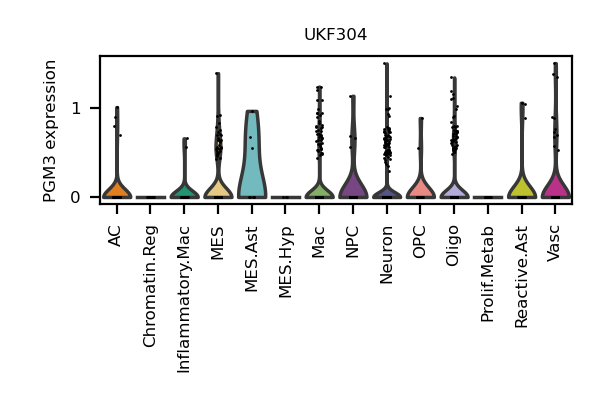 UKF304
PGM3 expression
1
0
AC
Chromatin.Reg
Inflammatory.Mac
MES
MES.Ast
MES.Hyp
Mac
NPC
Neuron
OPC
Oligo
Prolif.Metab
Reactive.Ast
Vasc